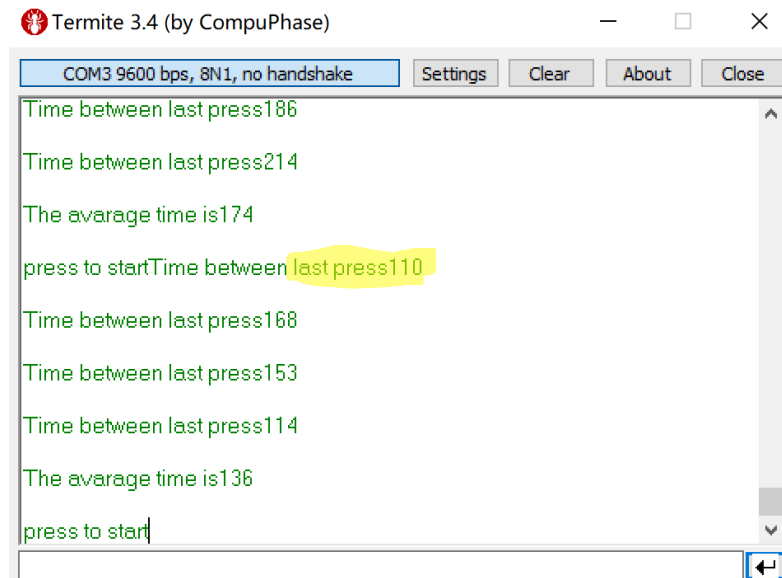 Termite 3.4 (by CompuPhase)
COM3 9600 bps, 8N1, no handshake Settings Clear About Close
Time between last press186
Time between last press214
The avarage time is174
press to startTime between last press110
Time between last press168
Time between last press153
Time between last press114
The avarage time is136
press to start